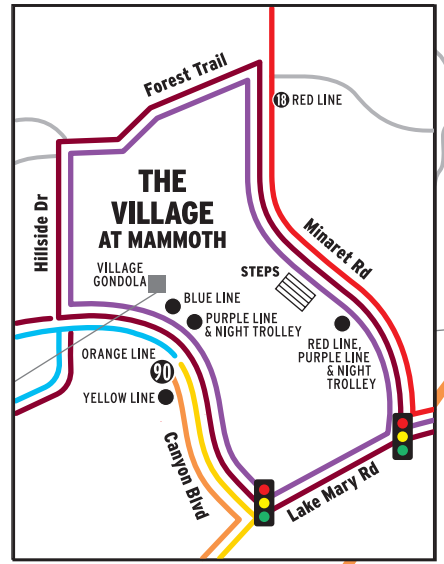 Forest Trail
18 RED LINE
THE
VILLAGE
AT MAMMOTH
Hillside Dr
Minaret Rd
VILLAGE
GONDOLA
STEPS
BLUE LINE
PURPLE LINE
& NIGHT TROLLEY
RED LINE,
PURPLE LINE
& NIGHT
TROLLEY
ORANGE LINE
90
YELLOW LINE
Canyon Blvd
Lake Mary Rd